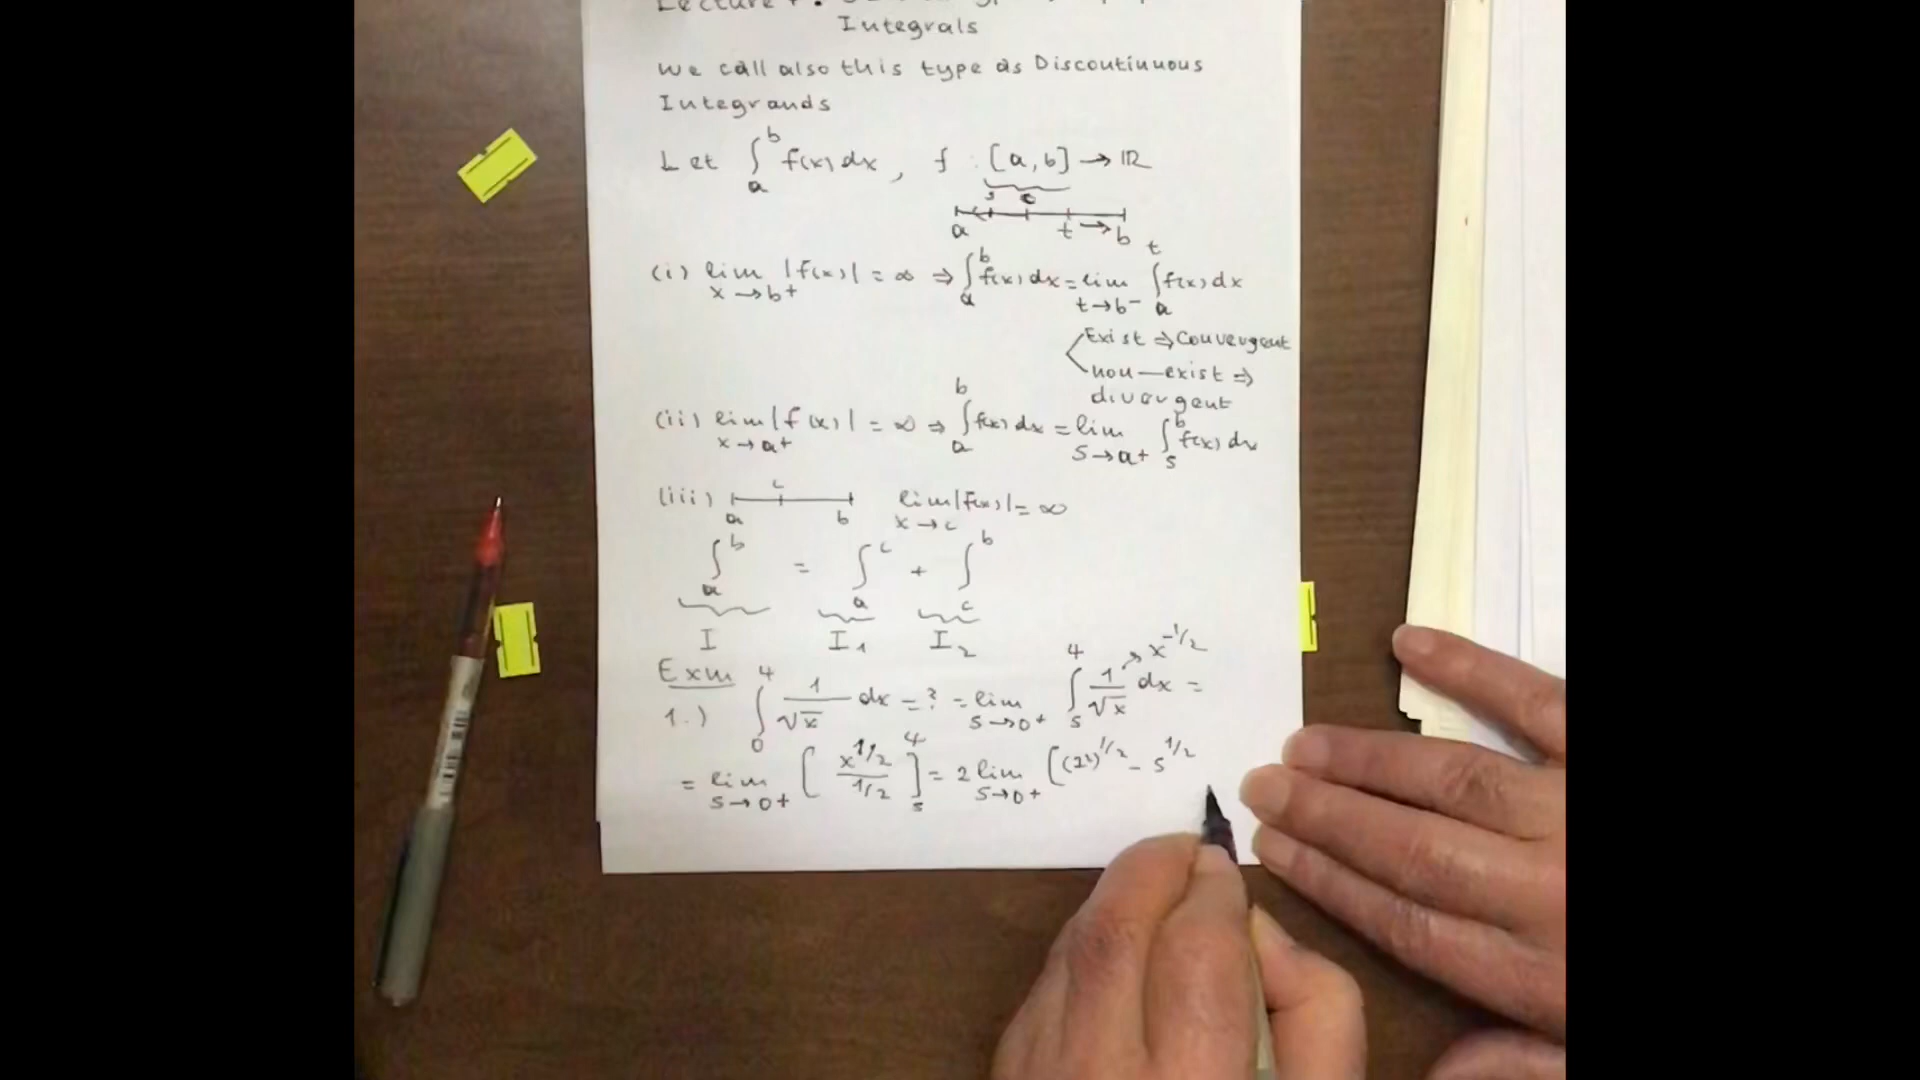 Integrals
We call also this type as Discontinuous
Integrands
Let ∫_a^b f(x) dx , f : [a, b] → IR
s c
a t → b
(i) lim_{x→b+} |f(x)| = ∞ ⇒ ∫_a^b f(x) dx = lim_{t→b-} ∫_a^t f(x) dx
Exist ⇒ Convergent
non-exist ⇒
divergent
(ii) lim_{x→a+} |f(x)| = ∞ ⇒ ∫_a^b f(x) dx = lim_{s→a+} ∫_s^b f(x) dx
(iii) a c b lim_{x→c} |f(x)| = ∞
∫_a^b = ∫_a^c + ∫_c^b
I I_1 I_2
Exm
1.) ∫_0^4 1/√x dx = ? = lim_{s→0+} ∫_s^4 1/√x dx = → x^{-1/2}
= lim_{s→0+} [ x^{1/2} / 1/2 ]_s^4 = 2 lim_{s→0+} [(2²)^{1/2} - s^{1/2}